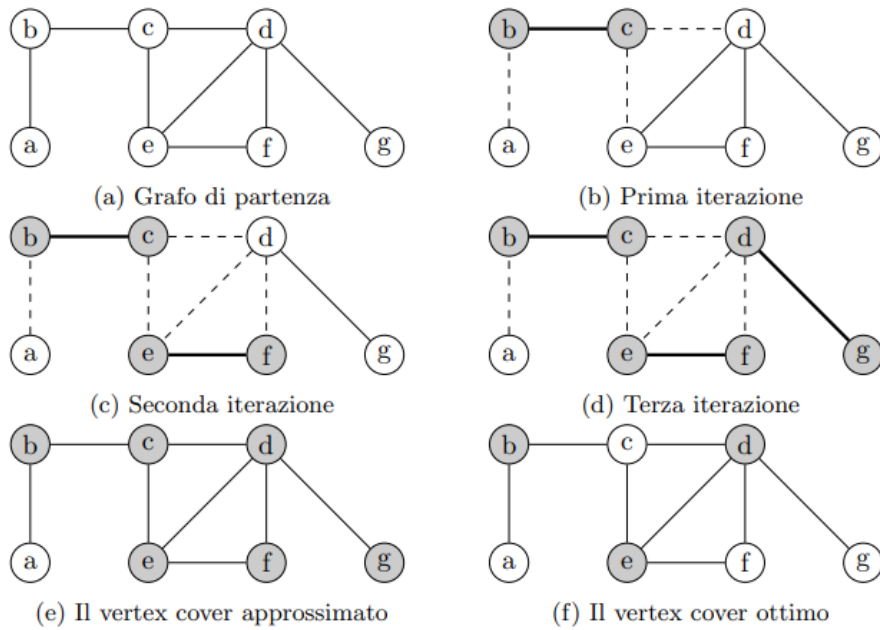 b c d
a e f g
(a) Grafo di partenza
b c d
a e f g
(b) Prima iterazione
b c d
a e f g
(c) Seconda iterazione
b c d
a e f g
(d) Terza iterazione
b c d
a e f g
(e) Il vertex cover approssimato
b c d
a e f g
(f) Il vertex cover ottimo